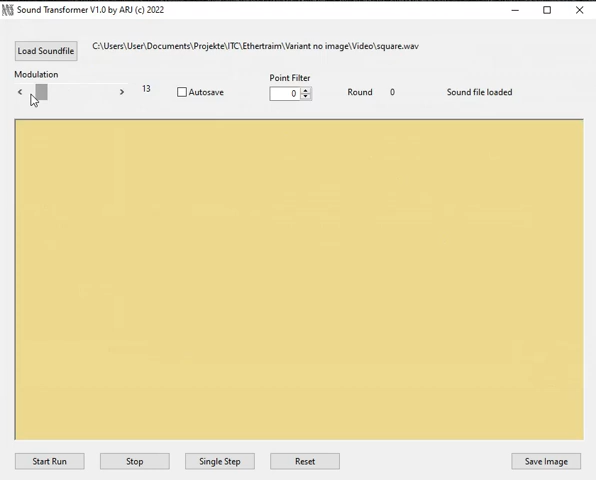 Sound Transformer V1.0 by ARJ (c) 2022
Load Soundfile
C:\Users\User\Documents\Projekte\ITC\Ethertraim\Variant no image\Video\square.wav
Modulation
13
Autosave
Point Filter
0
Round 0
Sound file loaded
Start Run
Stop
Single Step
Reset
Save Image